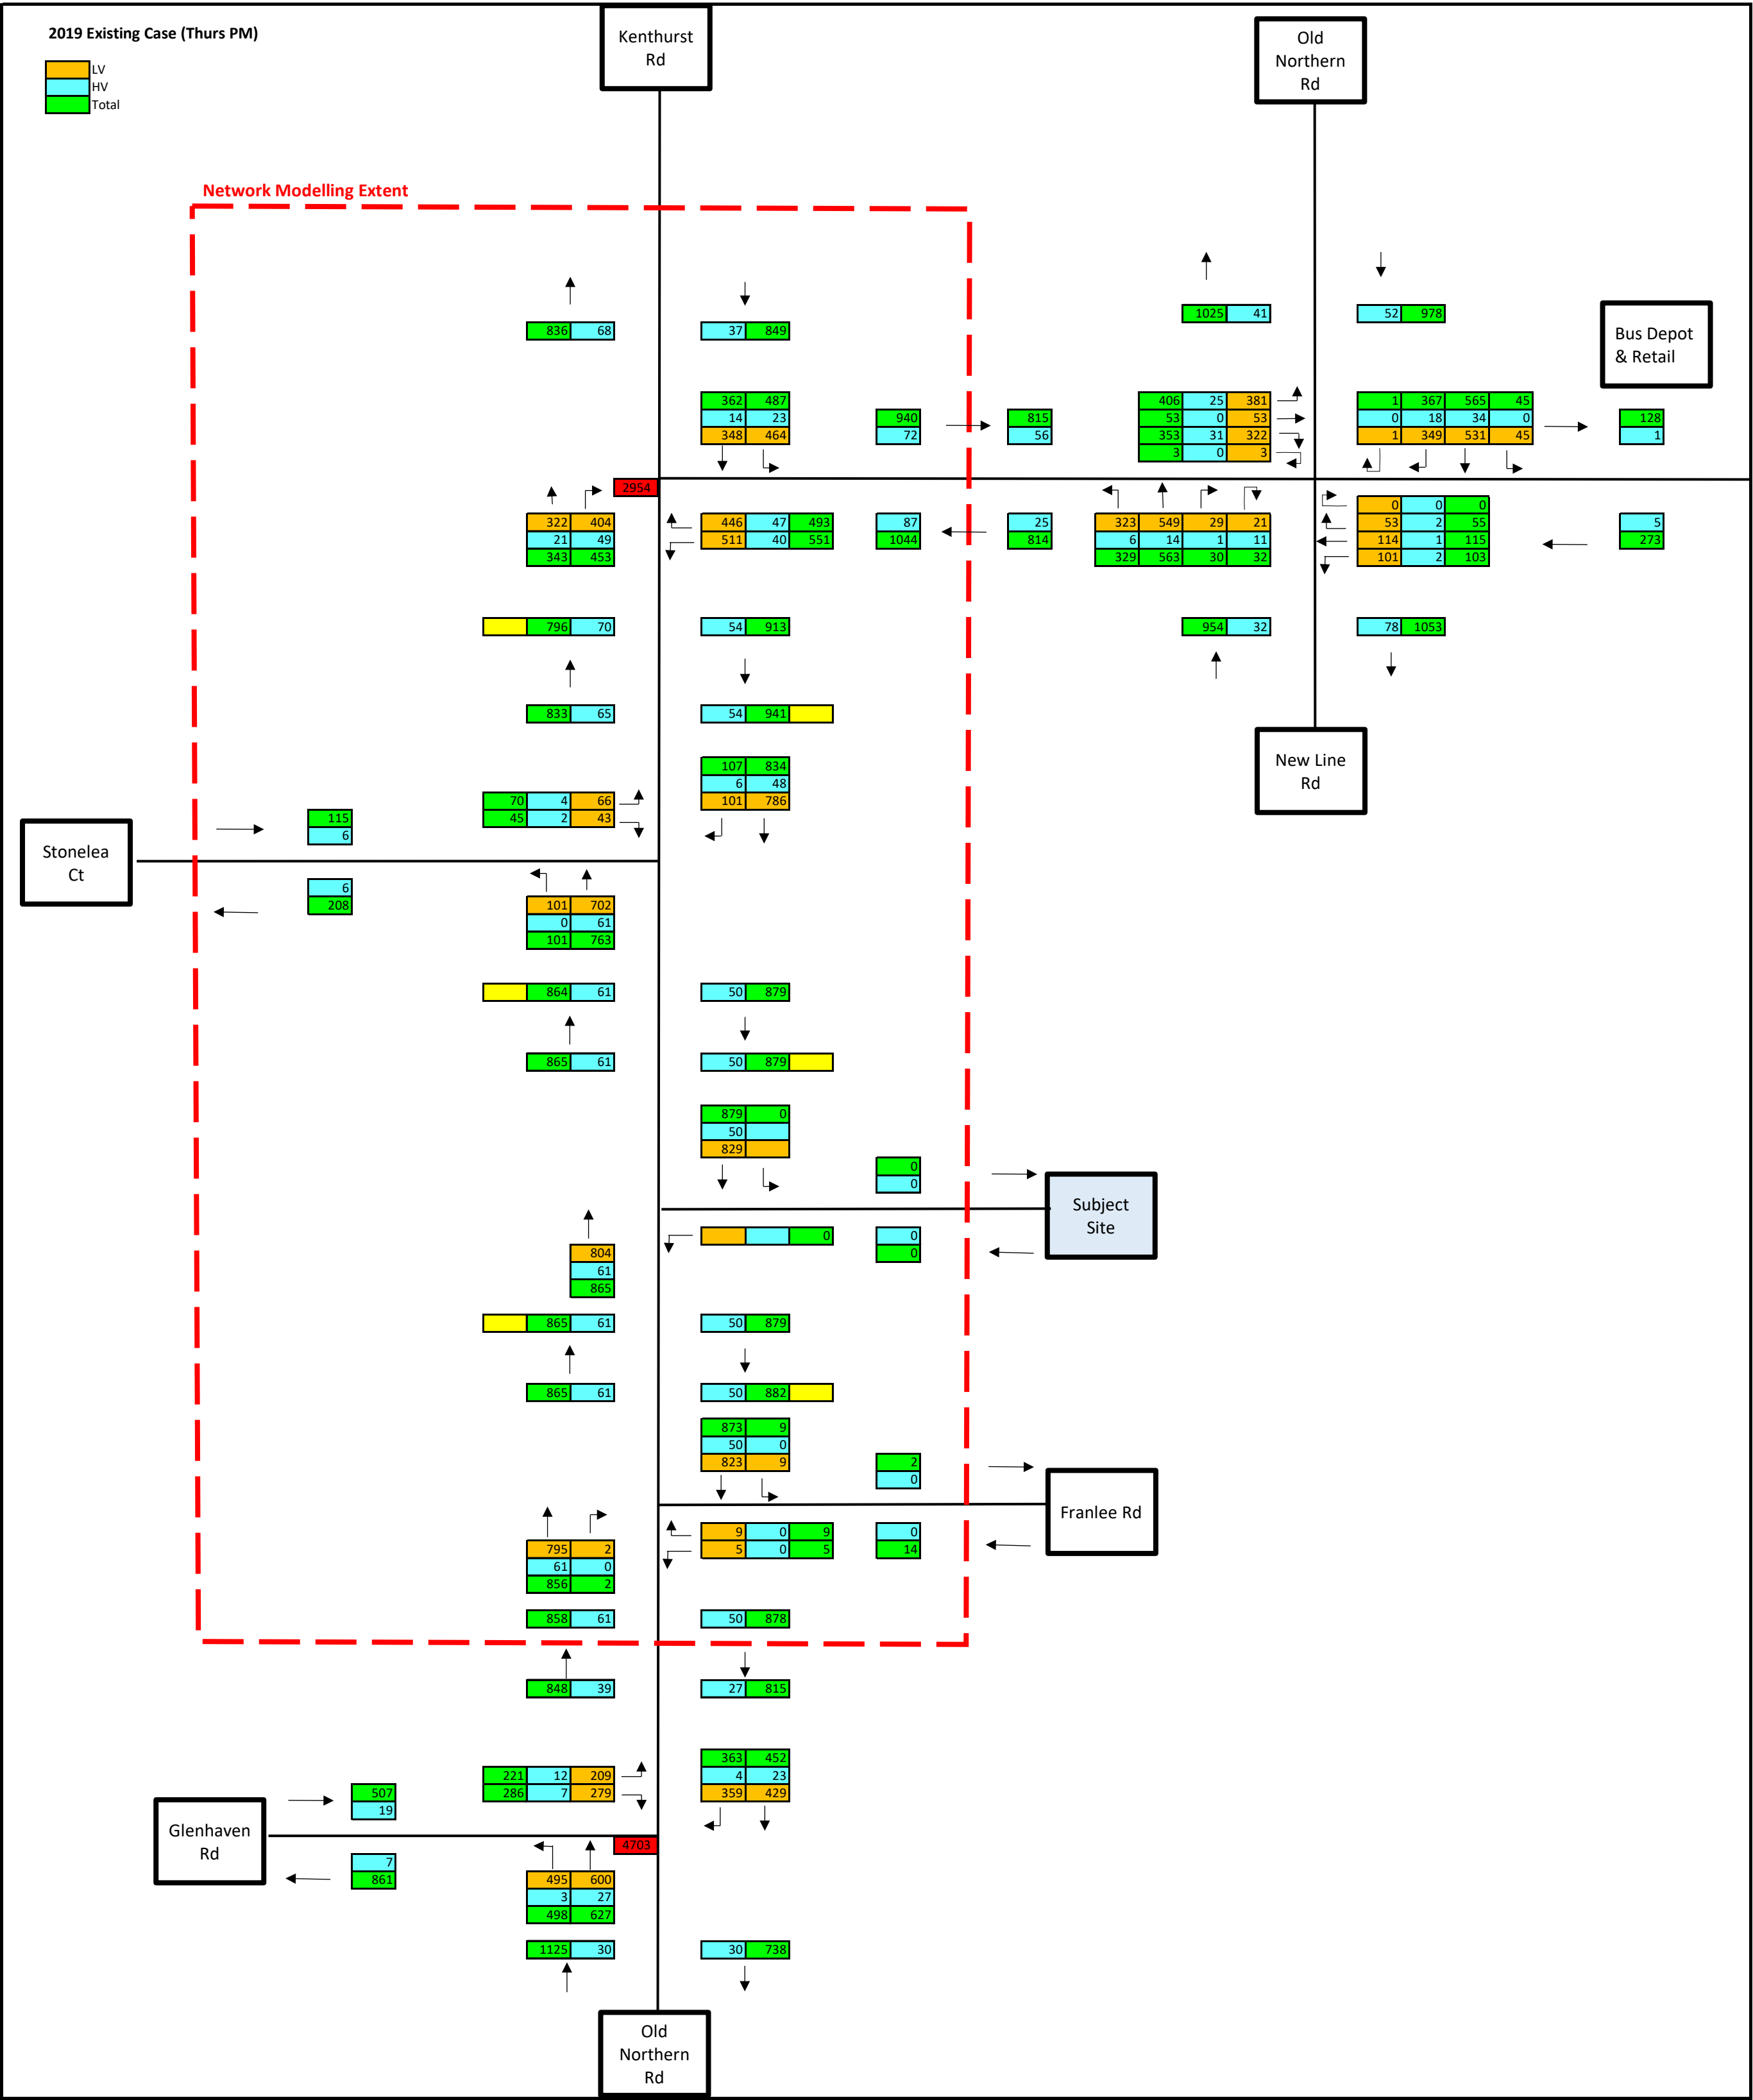 2019 Existing Case (Thurs PM)
LV
HV
Total
Kenthurst
Rd
Old
Northern
Rd
Network Modelling Extent
836 68
37 849
1025 41
52 978
Bus Depot
& Retail
362 487
14 23
348 464
940
72
815
56
406 25 381
53 0 53
353 31 322
3 0 3
1 367 565 45
0 18 34 0
1 349 531 45
128
1
2954
322 404
21 49
343 453
446 47 493
511 40 551
87
1044
25
814
323 549 29 21
6 14 1 11
329 563 30 32
0 0 0
53 2 55
114 1 115
101 2 103
5
273
796 70
54 913
954 32
78 1053
833 65
54 941
New Line
Rd
107 834
6 48
101 786
70 4 66
45 2 43
115
6
Stonelea
Ct
6
208
101 702
0 61
101 763
864 61
50 879
865 61
50 879
879 0
50
829
0
0
Subject
Site
0
0
0
804
61
865
865 61
50 879
865 61
50 882
873 9
50 0
823 9
2
0
Franlee Rd
9 0 9
5 0 5
0
14
795 2
61 0
856 2
858 61
50 878
848 39
27 815
363 452
4 23
359 429
221 12 209
286 7 279
507
19
Glenhaven
Rd
4703
7
861
495 600
3 27
498 627
1125 30
30 738
Old
Northern
Rd